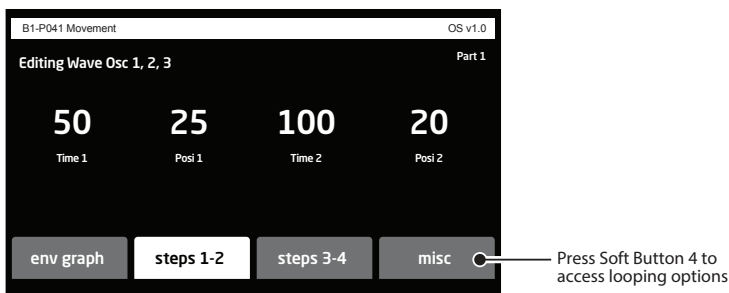 B1-P041 Movement OS v1.0
Editing Wave Osc 1, 2, 3 Part 1
50 25 100 20
Time 1 Posi 1 Time 2 Posi 2
env graph steps 1-2 steps 3-4 misc
Press Soft Button 4 to
access looping options